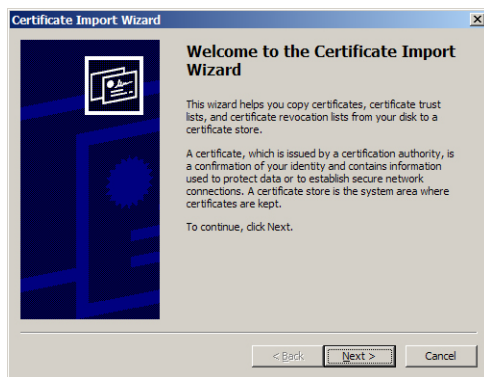 Certificate Import Wizard
Welcome to the Certificate Import
Wizard
This wizard helps you copy certificates, certificate trust
lists, and certificate revocation lists from your disk to a
certificate store.
A certificate, which is issued by a certification authority, is
a confirmation of your identity and contains information
used to protect data or to establish secure network
connections. A certificate store is the system area where
certificates are kept.
To continue, click Next.
< Back
Next >
Cancel